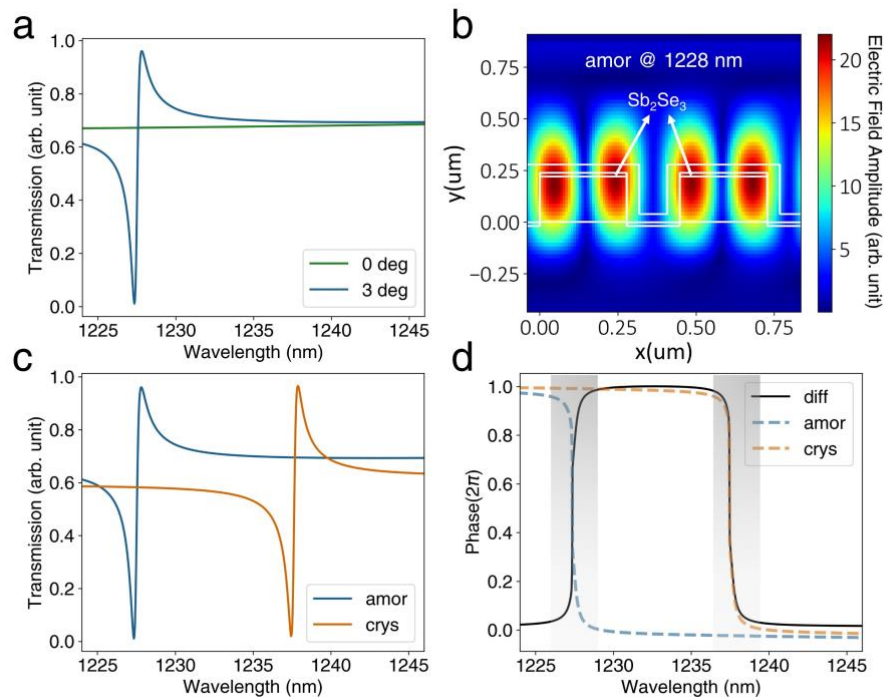 a
Transmission (arb. unit)
1.0
0.8
0.6
0.4
0.2
0.0
0 deg
3 deg
1225 1230 1235 1240 1245
Wavelength (nm)
b
amor @ 1228 nm
Sb₂Se₃
y(um)
0.75
0.50
0.25
0.00
−0.25
0.00 0.25 0.50 0.75
x(um)
20
15
10
5
Electric Field Amplitude (arb. unit)
c
Transmission (arb. unit)
1.0
0.8
0.6
0.4
0.2
0.0
amor
crys
1225 1230 1235 1240 1245
Wavelength (nm)
d
Phase(2π)
1.0
0.8
0.6
0.4
0.2
0.0
diff
amor
crys
1225 1230 1235 1240 1245
Wavelength (nm)